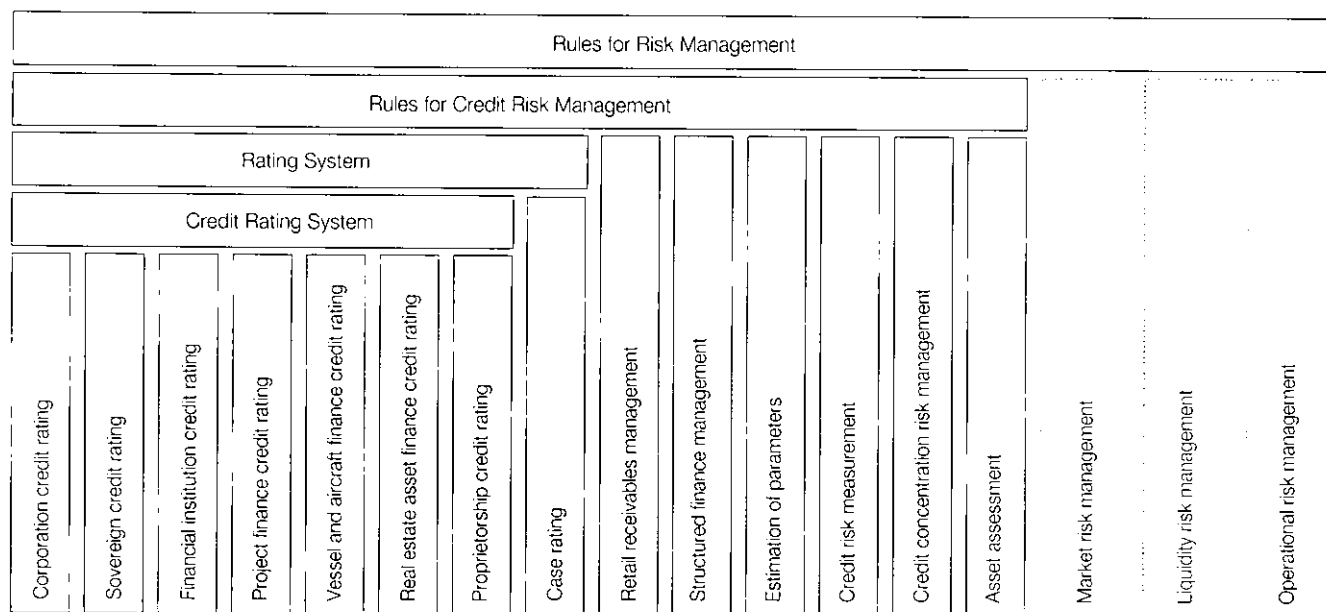 Rules for Risk Management
Rules for Credit Risk Management
Rating System
Credit Rating System
Corporation credit rating
Sovereign credit rating
Financial institution credit rating
Project finance credit rating
Vessel and aircraft finance credit rating
Real estate asset finance credit rating
Proprietorship credit rating
Case rating
Retail receivables management
Structured finance management
Estimation of parameters
Credit risk measurement
Credit concentration risk management
Asset assessment
Market risk management
Liquidity risk management
Operational risk management